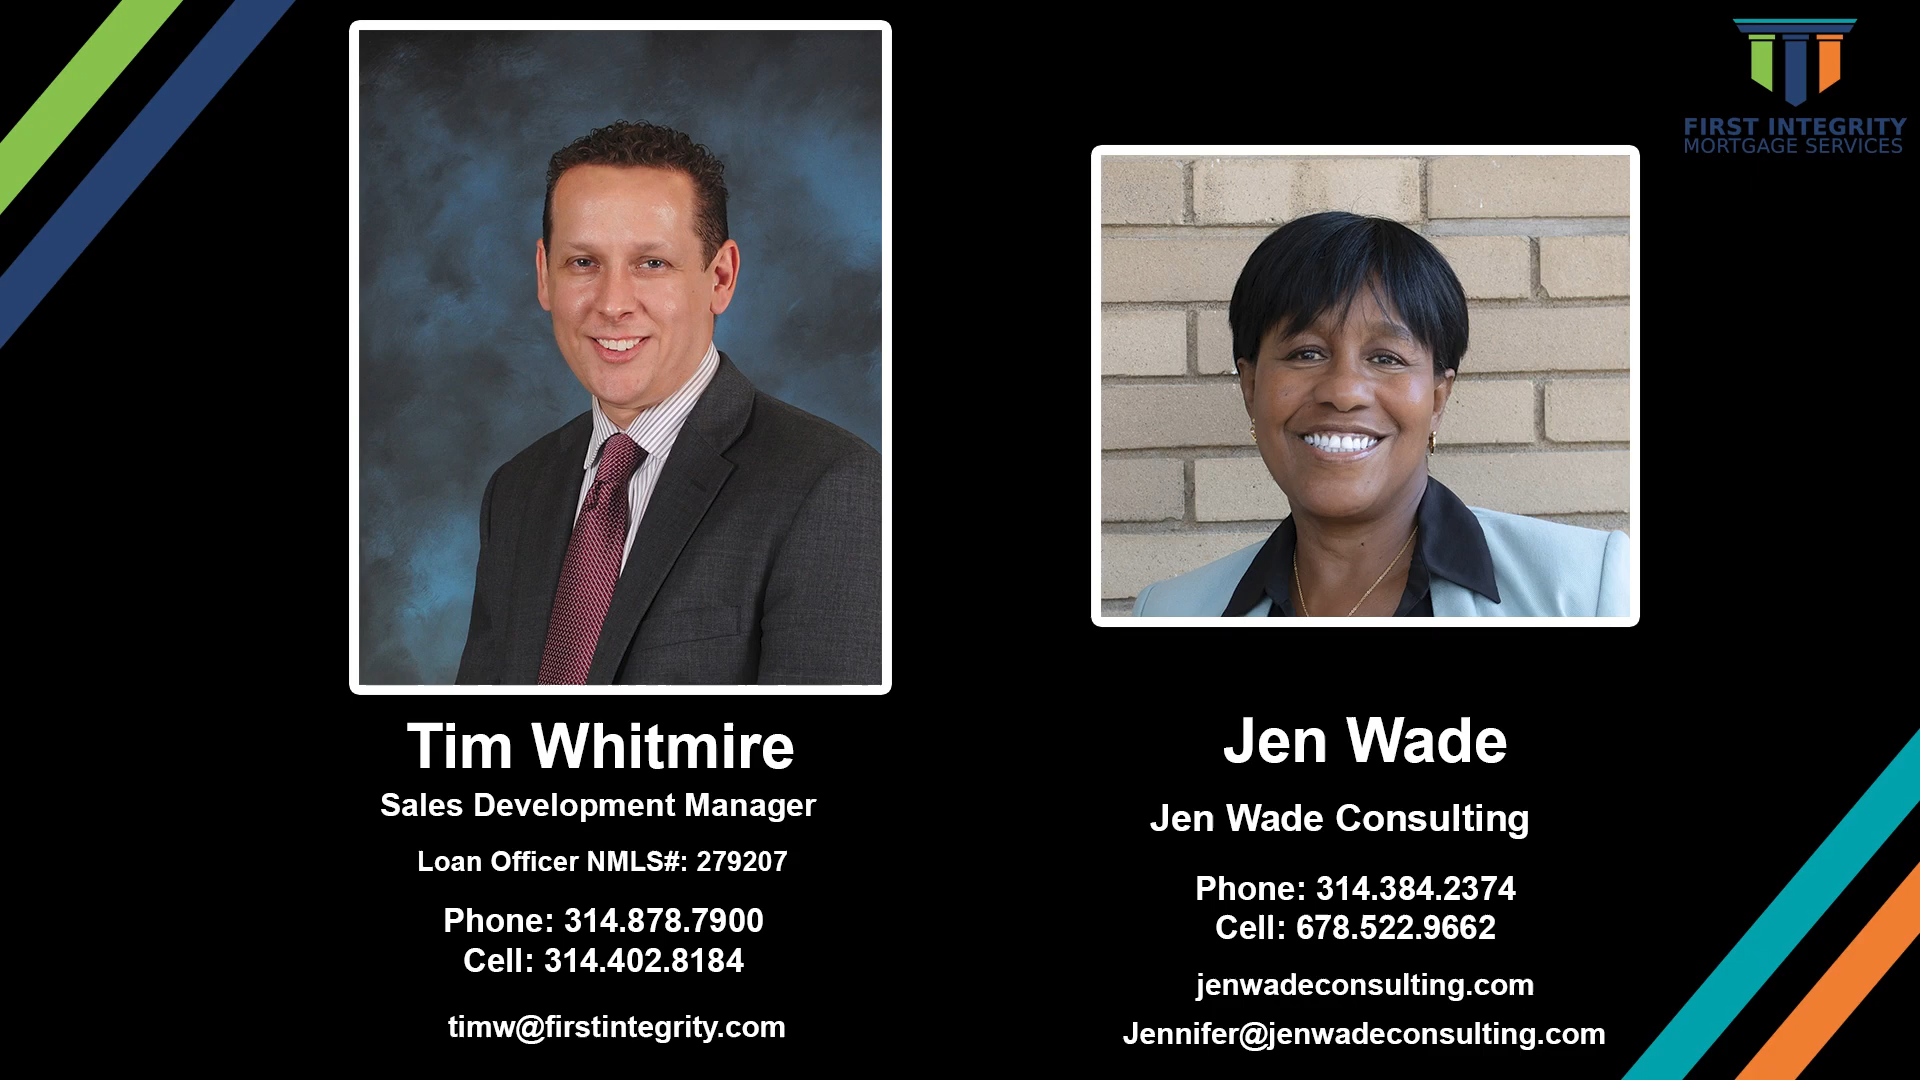 FIRST INTEGRITY
MORTGAGE SERVICES
Tim Whitmire
Sales Development Manager
Loan Officer NMLS#: 279207
Phone: 314.878.7900
Cell: 314.402.8184
timw@firstintegrity.com
Jen Wade
Jen Wade Consulting
Phone: 314.384.2374
Cell: 678.522.9662
jenwadeconsulting.com
Jennifer@jenwadeconsulting.com